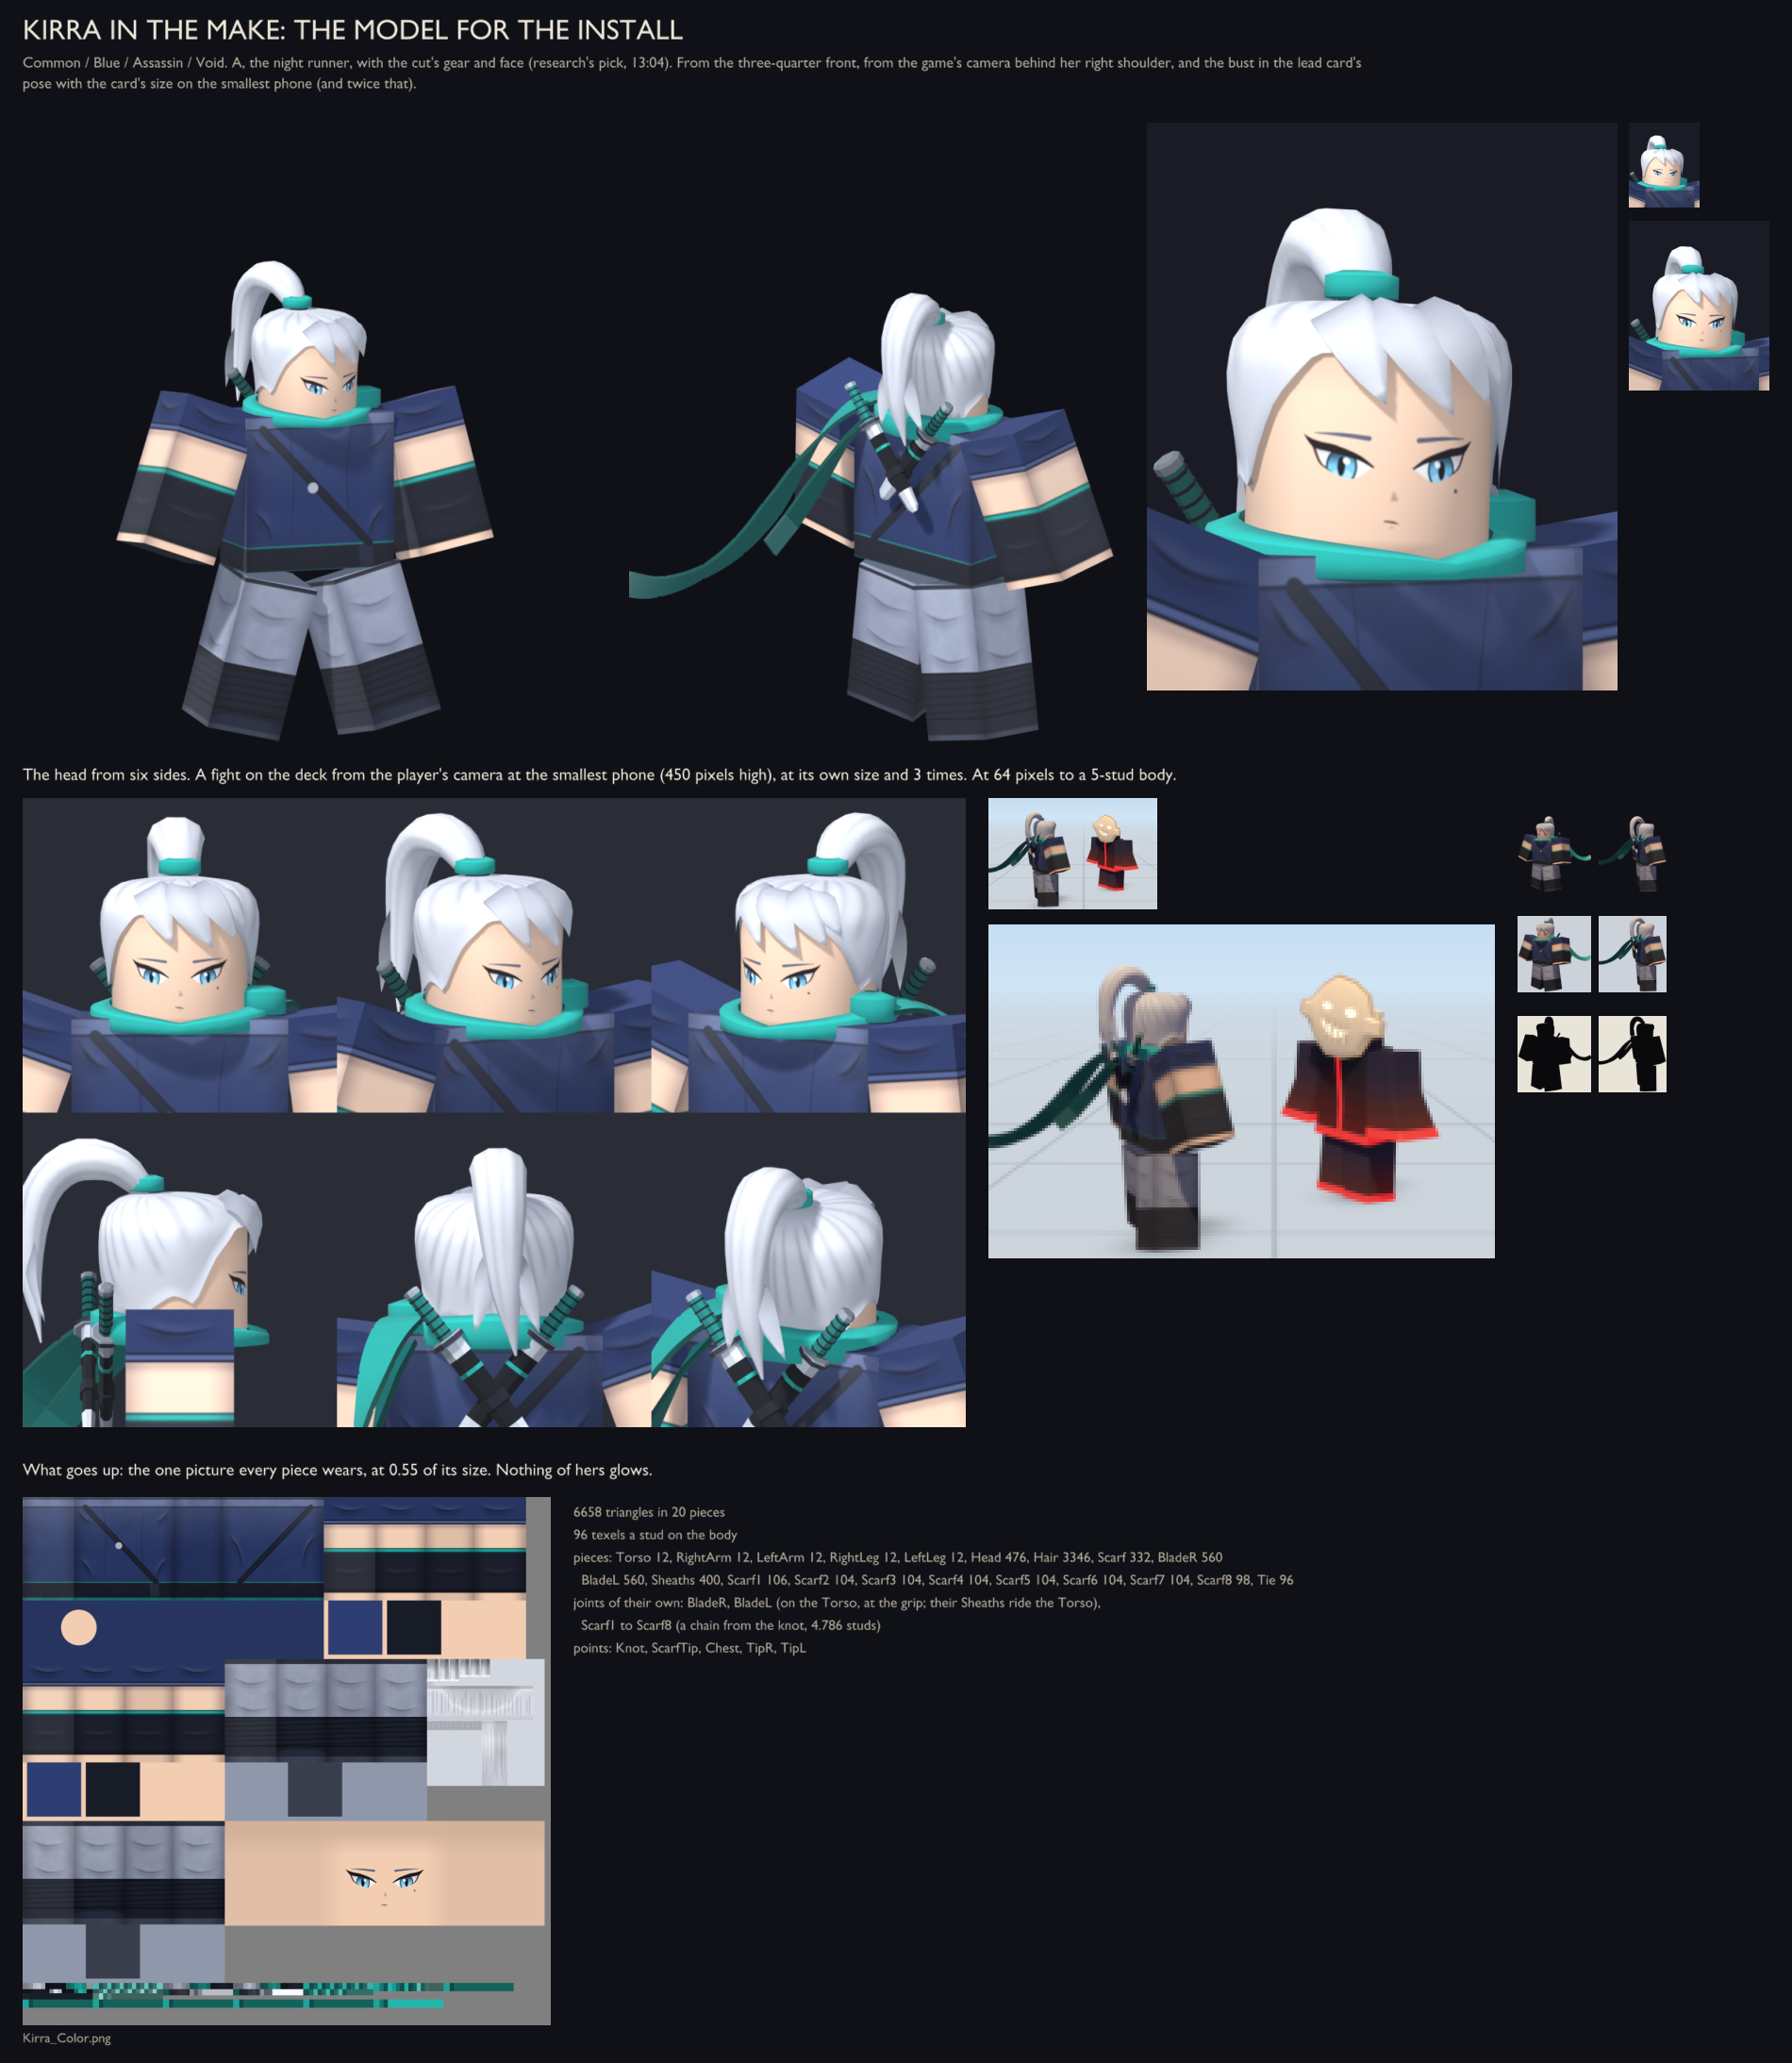 KIRRA IN THE MAKE: THE MODEL FOR THE INSTALL
Common / Blue / Assassin / Void. A, the night runner, with the cut's gear and face (research's pick, 13:04). From the three-quarter front, from the game's camera behind her right shoulder, and the bust in the lead card's
pose with the card's size on the smallest phone (and twice that).
The head from six sides. A fight on the deck from the player's camera at the smallest phone (450 pixels high), at its own size and 3 times. At 64 pixels to a 5-stud body.
What goes up: the one picture every piece wears, at 0.55 of its size. Nothing of hers glows.
6658 triangles in 20 pieces
96 texels a stud on the body
pieces: Torso 12, RightArm 12, LeftArm 12, RightLeg 12, LeftLeg 12, Head 476, Hair 3346, Scarf 332, BladeR 560
BladeL 560, Sheaths 400, Scarf1 106, Scarf2 104, Scarf3 104, Scarf4 104, Scarf5 104, Scarf6 104, Scarf7 104, Scarf8 98, Tie 96
joints of their own: BladeR, BladeL (on the Torso, at the grip; their Sheaths ride the Torso),
Scarf1 to Scarf8 (a chain from the knot, 4.786 studs)
points: Knot, ScarfTip, Chest, TipR, TipL
Kirra_Color.png